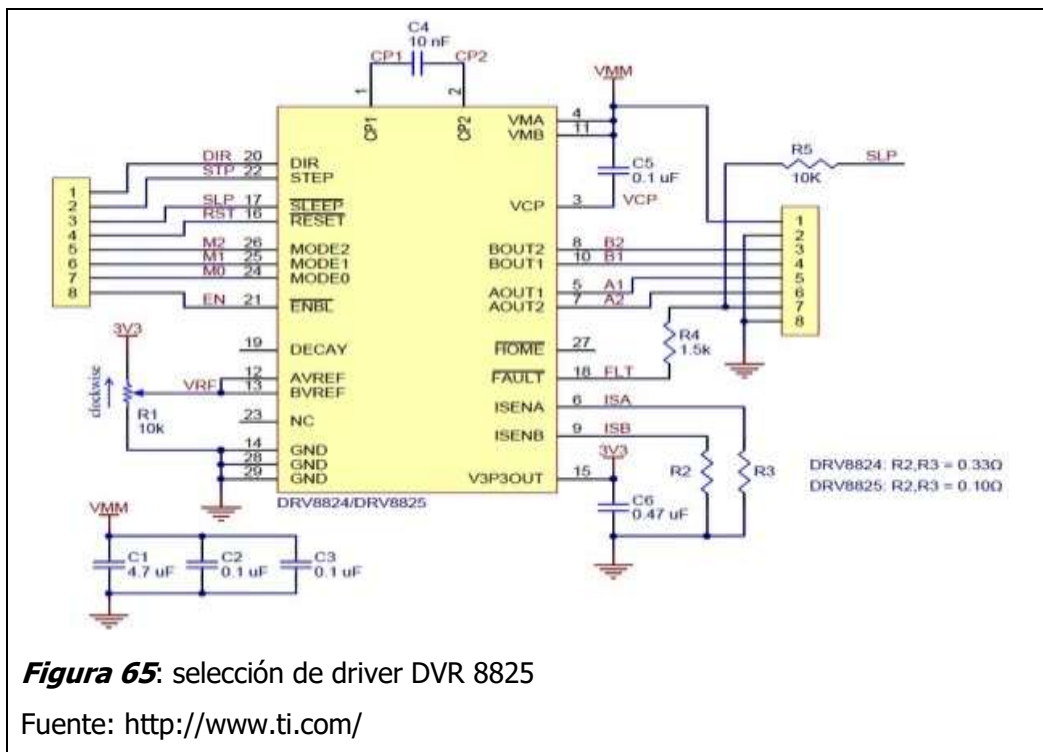 C4
10 nF
CP1
CP2
1
2
CP1
CP2
VMM
DIR 20 DIR
STP 22 STEP
SLP 17 SLEEP
RST 16 RESET
M2 26 MODE2
M1 25 MODE1
M0 24 MODE0
EN 21 ENBL
1
2
3
4
5
6
7
8
3V3
clockwise
R1
10k
VRF
19 DECAY
12 AVREF
13 BVREF
23 NC
14 GND
28 GND
29 GND
DRV8824/DRV8825
VMA 4
VMB 11
C5
0.1 uF
VCP 3 VCP
BOUT2 8 B2
BOUT1 10 B1
AOUT1 5 A1
AOUT2 7 A2
HOME 27
FAULT 18 FLT
ISENA 6 ISA
ISENB 9 ISB
V3P3OUT 15
3V3
R5
10K
SLP
1
2
3
4
5
6
7
8
R4
1.5k
R2
R3
C6
0.47 uF
DRV8824: R2,R3 = 0.33Ω
DRV8825: R2,R3 = 0.10Ω
VMM
C1
4.7 uF
C2
0.1 uF
C3
0.1 uF
Figura 65: selección de driver DVR 8825
Fuente: http://www.ti.com/